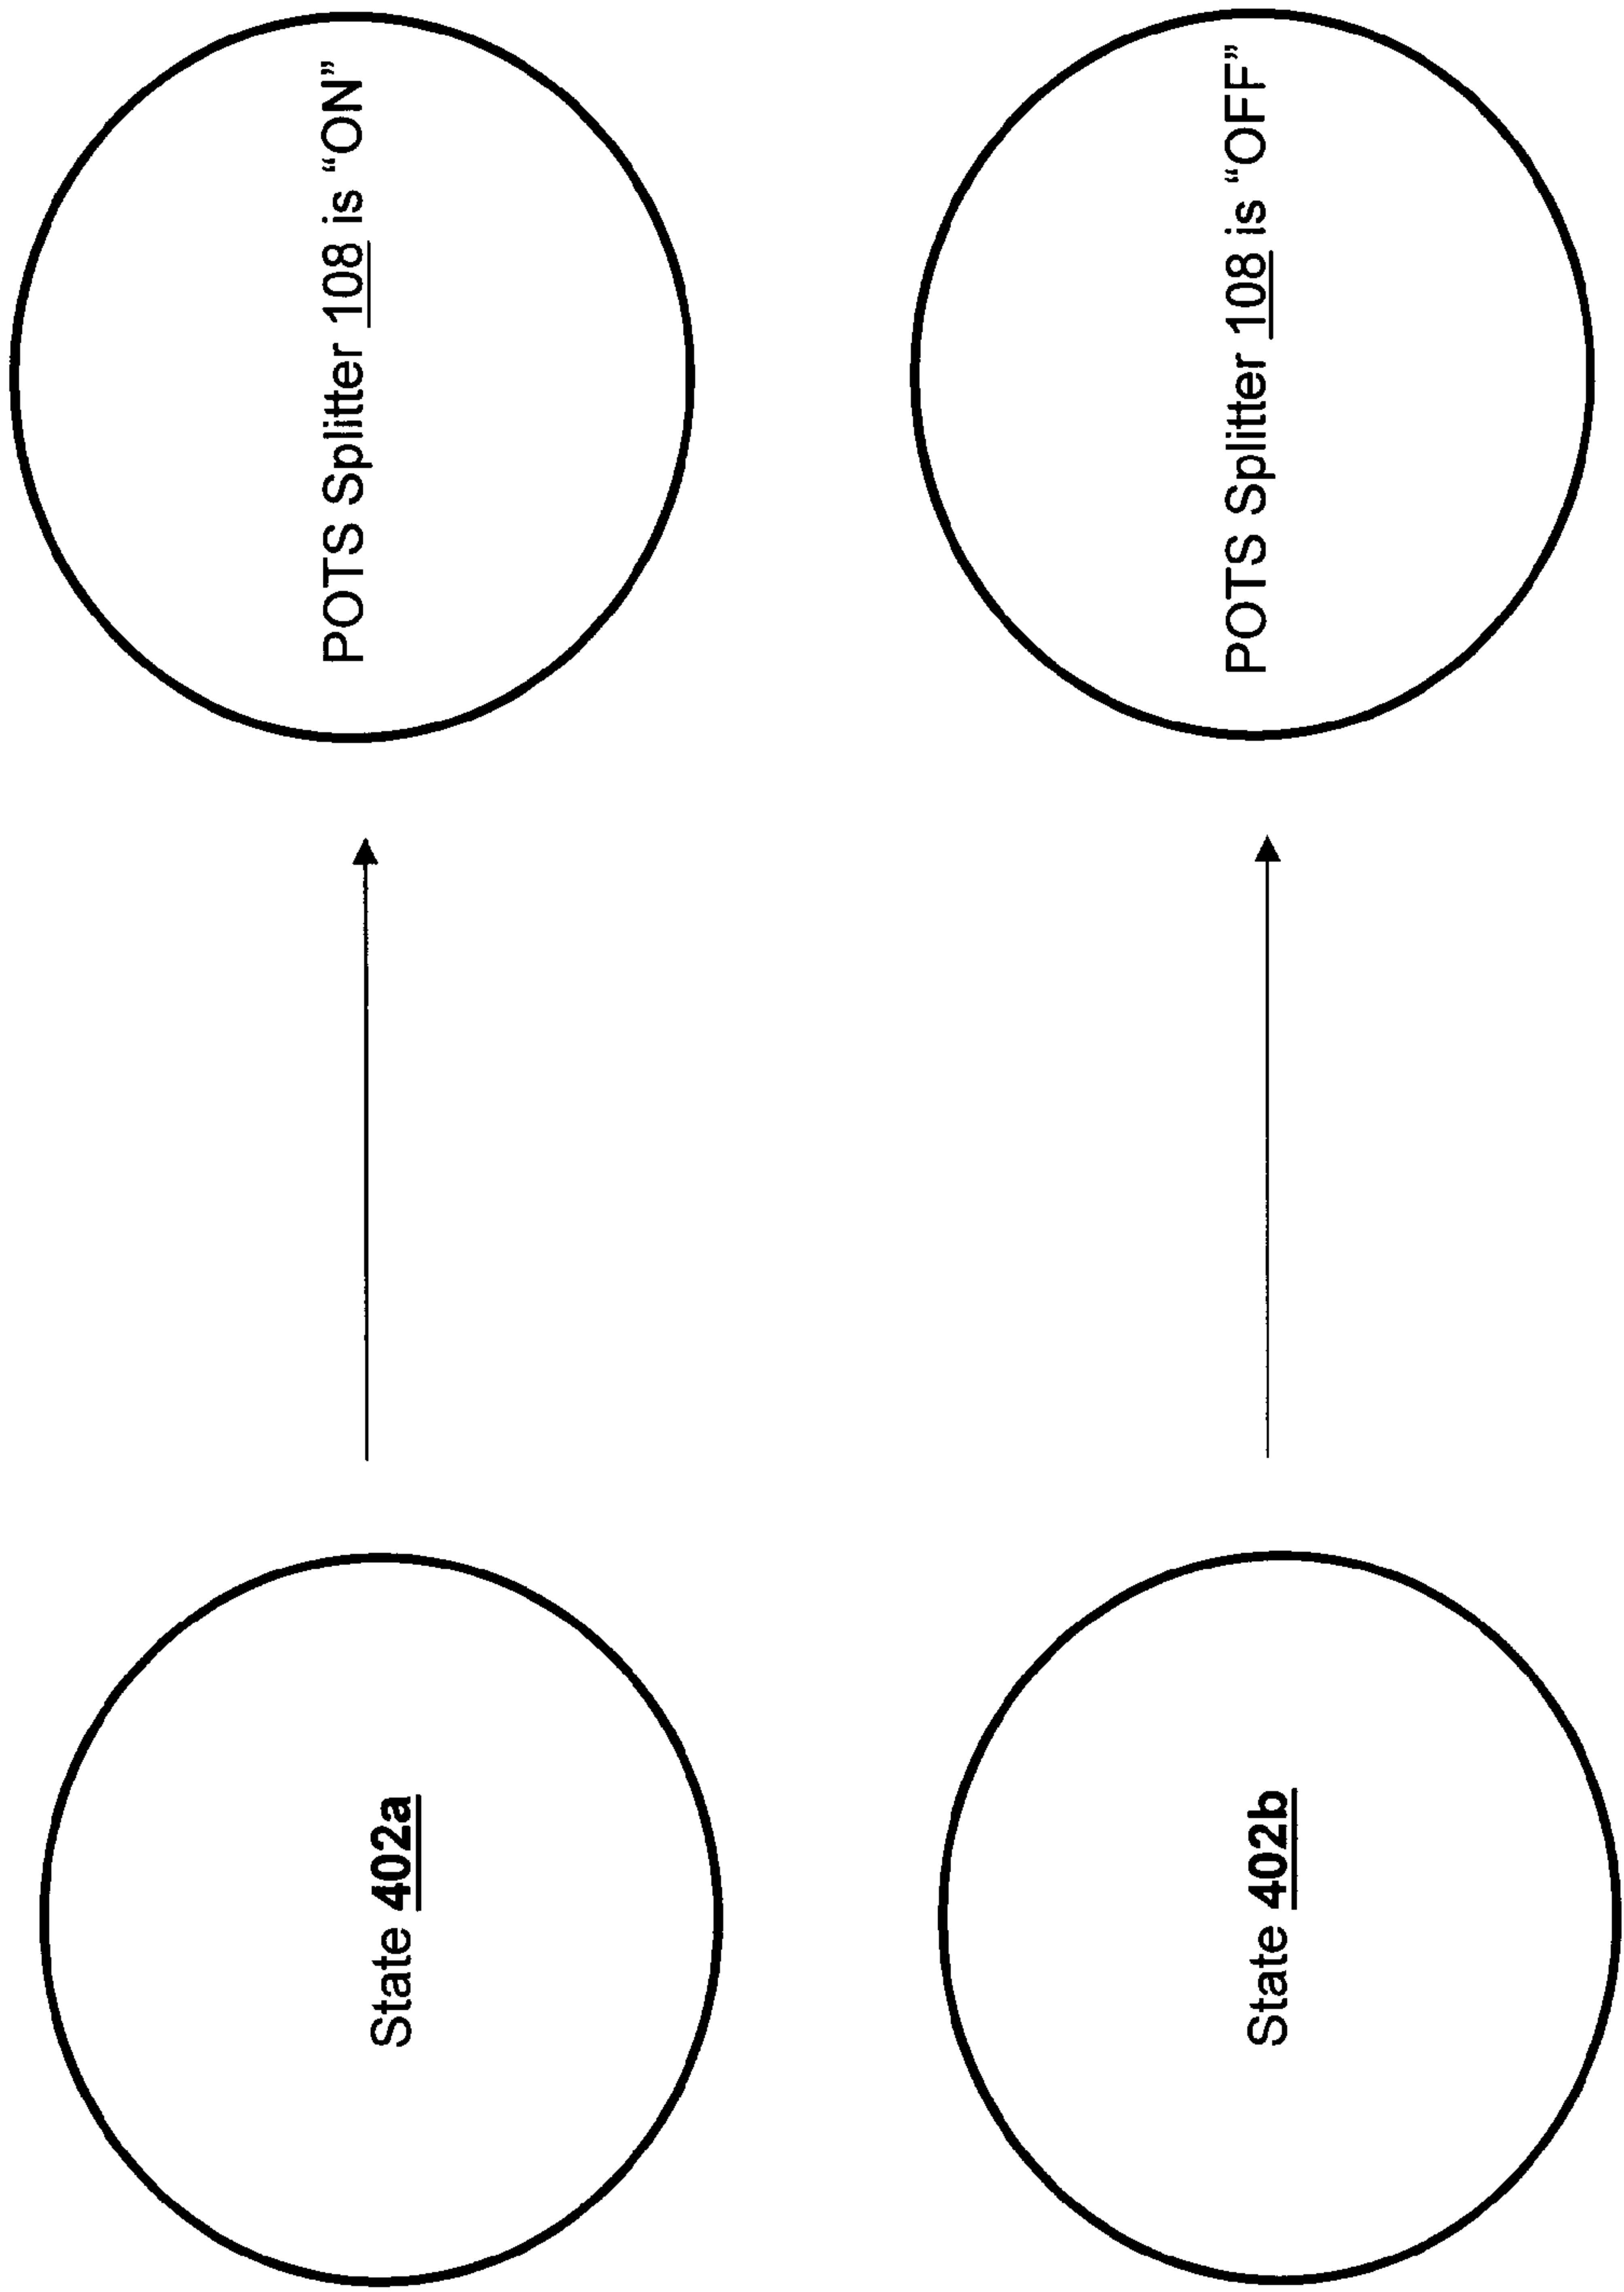 State 402a
POTS Splitter 108 is “ON”
State 402b
POTS Splitter 108 is “OFF”